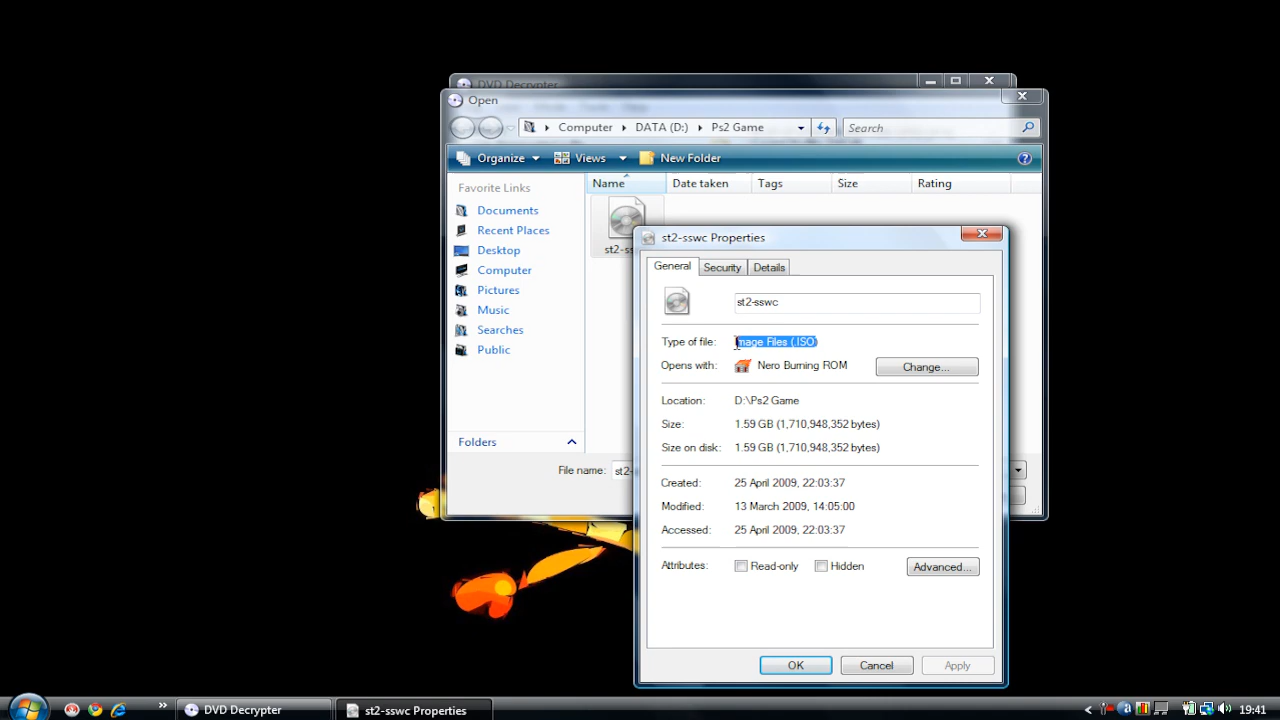 DVD Decrypter
Open
Computer DATA (D:) Ps2 Game
Search
Organize Views New Folder
Favorite Links
Name Date taken Tags Size Rating
Documents
Recent Places
Desktop
Computer
Pictures
Music
Searches
Public
Folders
File name: st2-
st2-ss
st2-sswc Properties
General Security Details
st2-sswc
Type of file: Image Files (.ISO)
Opens with: Nero Burning ROM Change...
Location: D:\Ps2 Game
Size: 1.59 GB (1,710,948,352 bytes)
Size on disk: 1.59 GB (1,710,948,352 bytes)
Created: 25 April 2009, 22:03:37
Modified: 13 March 2009, 14:05:00
Accessed: 25 April 2009, 22:03:37
Attributes: Read-only Hidden Advanced...
OK Cancel Apply
DVD Decrypter st2-sswc Properties 19:41